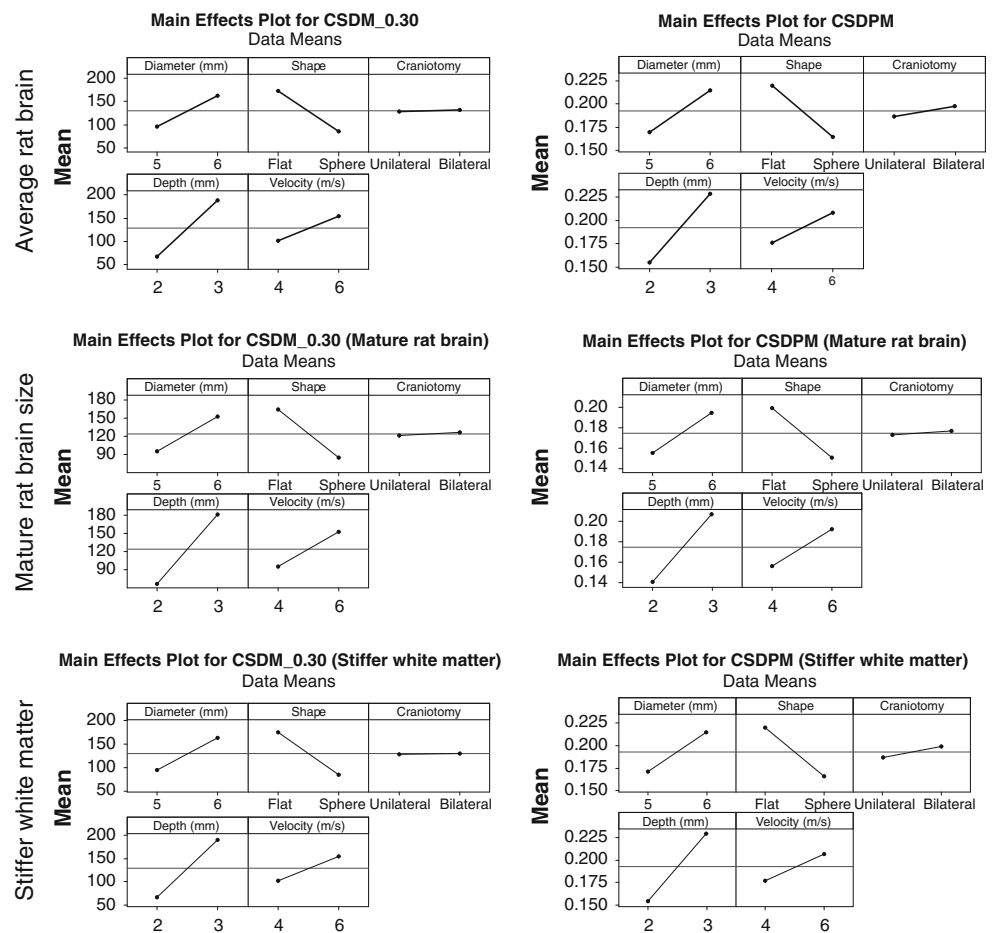 Average rat brain
Main Effects Plot for CSDM_0.30
Data Means
Mean
Diameter (mm) Shape Craniotomy
200
150
100
50
5 6 Flat Sphere Unilateral Bilateral
Depth (mm) Velocity (m/s)
200
150
100
50
2 3 4 6
Main Effects Plot for CSDPM
Data Means
Mean
Diameter (mm) Shape Craniotomy
0.225
0.200
0.175
0.150
5 6 Flat Sphere Unilateral Bilateral
Depth (mm) Velocity (m/s)
0.225
0.200
0.175
0.150
2 3 4 6
Mature rat brain size
Main Effects Plot for CSDM_0.30 (Mature rat brain)
Data Means
Mean
Diameter (mm) Shape Craniotomy
180
150
120
90
5 6 Flat Sphere Unilateral Bilateral
Depth (mm) Velocity (m/s)
180
150
120
90
2 3 4 6
Main Effects Plot for CSDPM (Mature rat brain)
Data Means
Mean
Diameter (mm) Shape Craniotomy
0.20
0.18
0.16
0.14
5 6 Flat Sphere Unilateral Bilateral
Depth (mm) Velocity (m/s)
0.20
0.18
0.16
0.14
2 3 4 6
Stiffer white matter
Main Effects Plot for CSDM_0.30 (Stiffer white matter)
Data Means
Mean
Diameter (mm) Shape Craniotomy
200
150
100
50
5 6 Flat Sphere Unilateral Bilateral
Depth (mm) Velocity (m/s)
200
150
100
50
2 3 4 6
Main Effects Plot for CSDPM (Stiffer white matter)
Data Means
Mean
Diameter (mm) Shape Craniotomy
0.225
0.200
0.175
0.150
5 6 Flat Sphere Unilateral Bilateral
Depth (mm) Velocity (m/s)
0.225
0.200
0.175
0.150
2 3 4 6